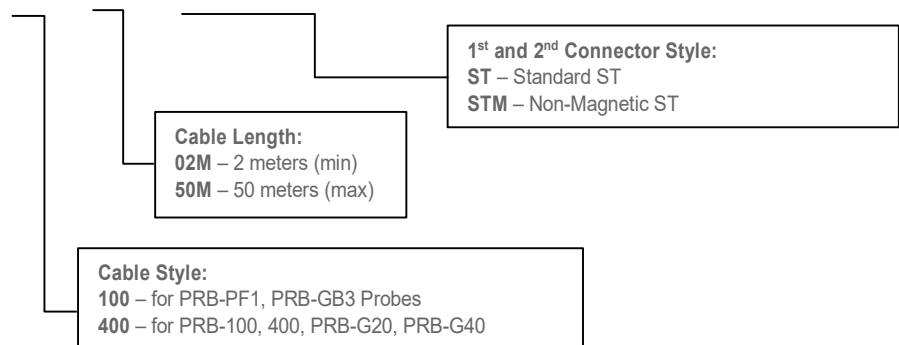 1st and 2nd Connector Style:
ST – Standard ST
STM – Non-Magnetic ST
Cable Length:
02M – 2 meters (min)
50M – 50 meters (max)
Cable Style:
100 – for PRB-PF1, PRB-GB3 Probes
400 – for PRB-100, 400, PRB-G20, PRB-G40